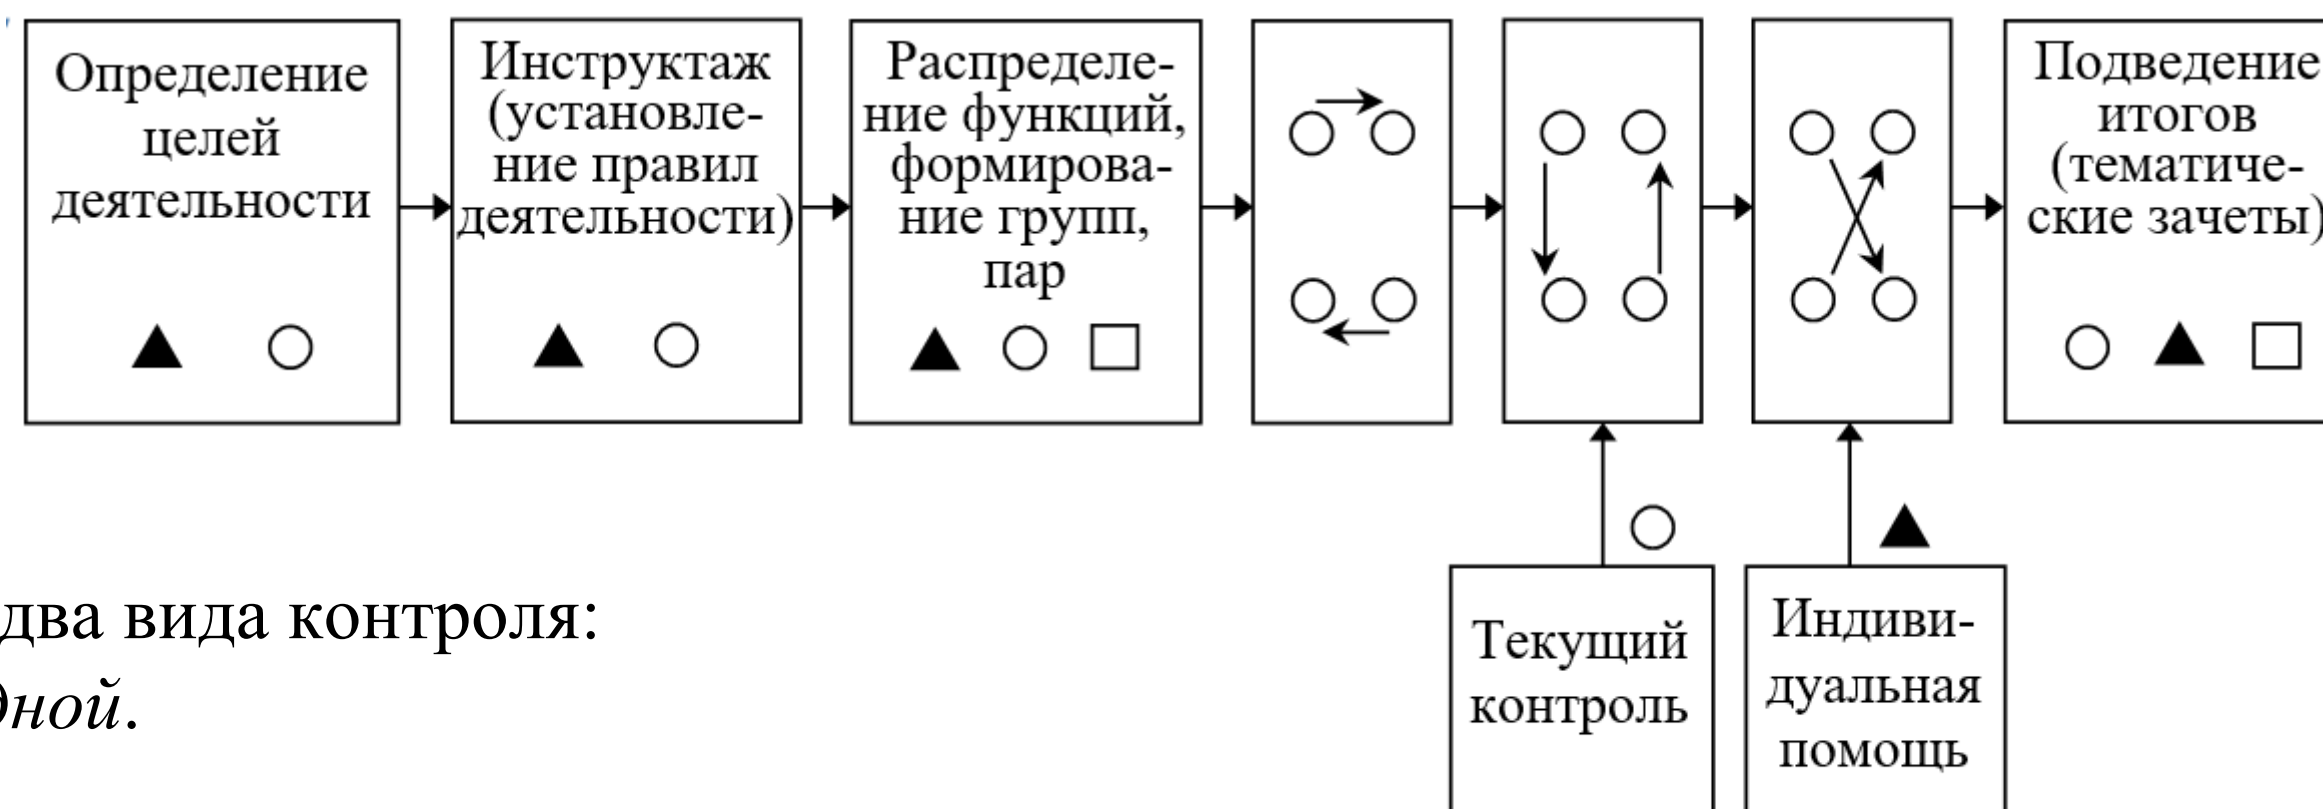 Определение
целей
деятельности
Инструктаж
(установле-
ние правил
деятельности)
Распределе-
ние функций,
формирова-
ние групп,
пар
Подведение
итогов
(тематиче-
ские зачеты)
Текущий
контроль
Индиви-
дуальная
помощь
два вида контроля:
дной.